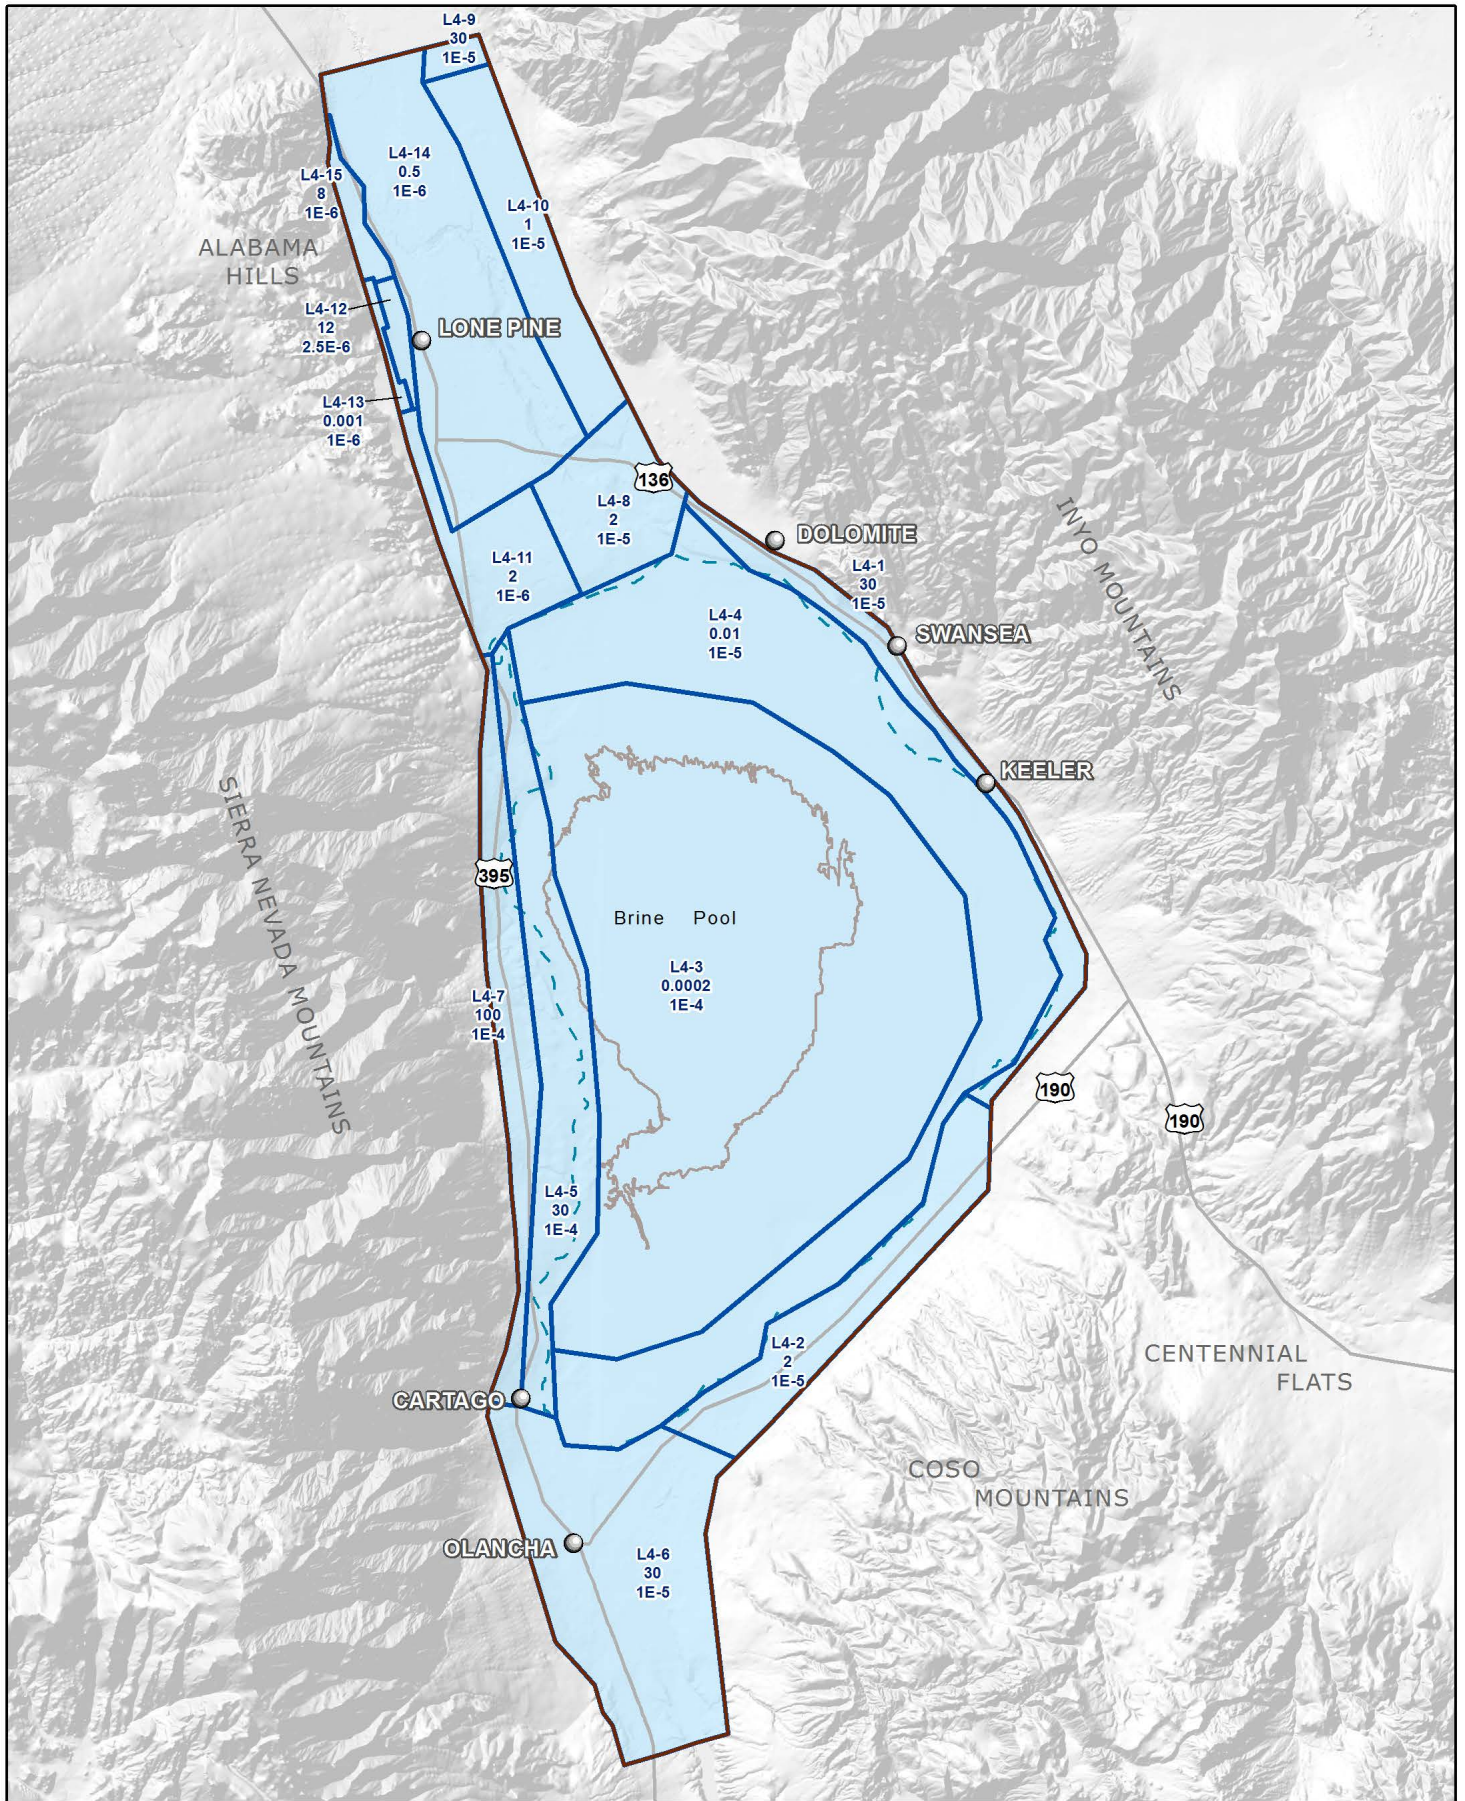 L4-9
30
1E-5
L4-14
0.5
1E-6
L4-15
8
1E-6
L4-10
1
1E-5
ALABAMA
HILLS
L4-12
12
2.5E-6
LONE PINE
L4-13
0.001
1E-6
136
L4-8
2
1E-5
DOLOMITE
INYO MOUNTAINS
L4-11
2
1E-6
L4-1
30
1E-5
L4-4
0.01
1E-5
SWANSEA
KEELER
SIERRA NEVADA MOUNTAINS
395
Brine Pool
L4-3
0.0002
1E-4
L4-7
100
1E-4
190
190
L4-5
30
1E-4
L4-2
2
1E-5
CENTENNIAL
FLATS
CARTAGO
COSO
MOUNTAINS
OLANCHA
L4-6
30
1E-5